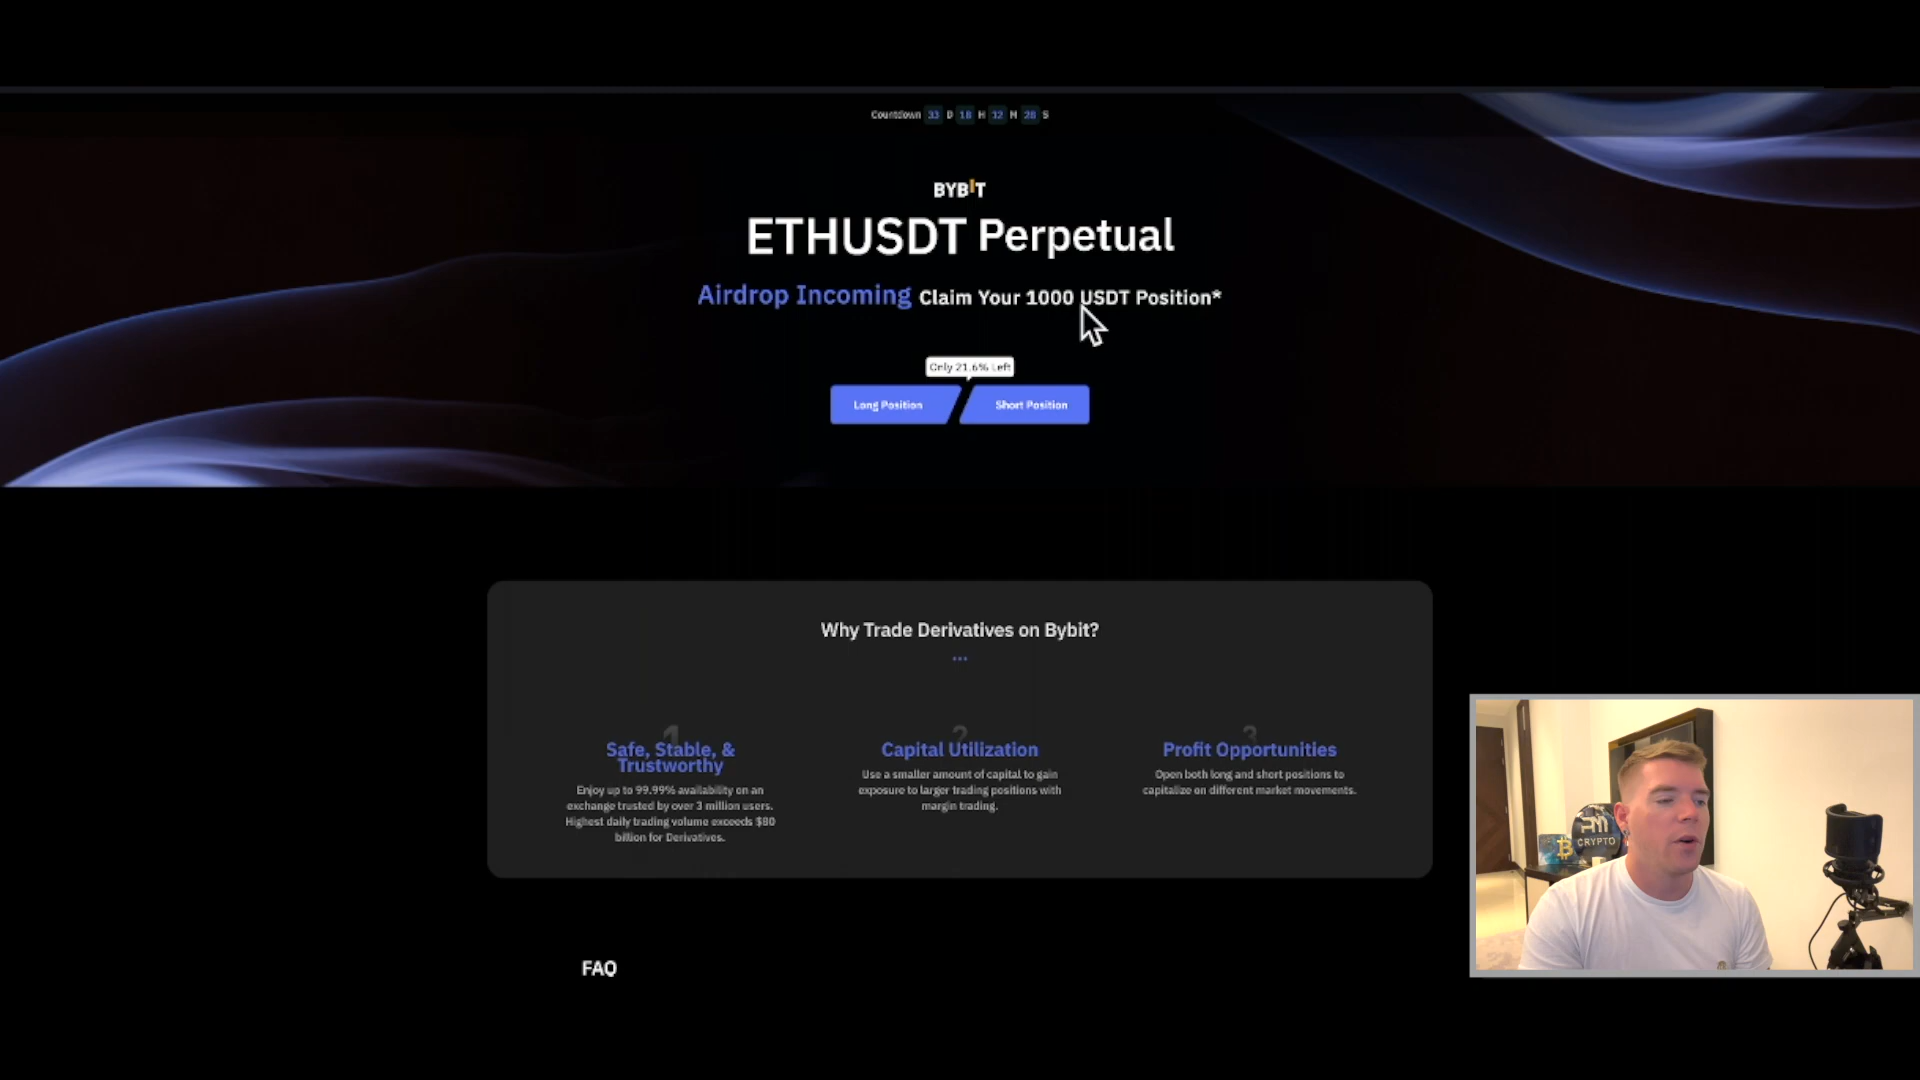 Countdown 33 D 18 H 12 M 28 S
BYBIT
ETHUSDT Perpetual
Airdrop Incoming Claim Your 1000 USDT Position*
Only 21.6% Left
Long Position
Short Position
Why Trade Derivatives on Bybit?
1
Safe, Stable, &
Trustworthy
Enjoy up to 99.99% availability on an
exchange trusted by over 3 million users.
Highest daily trading volume exceeds $80
billion for Derivatives.
2
Capital Utilization
Use a smaller amount of capital to gain
exposure to larger trading positions with
margin trading.
3
Profit Opportunities
Open both long and short positions to
capitalize on different market movements.
CRYPTO
FAQ